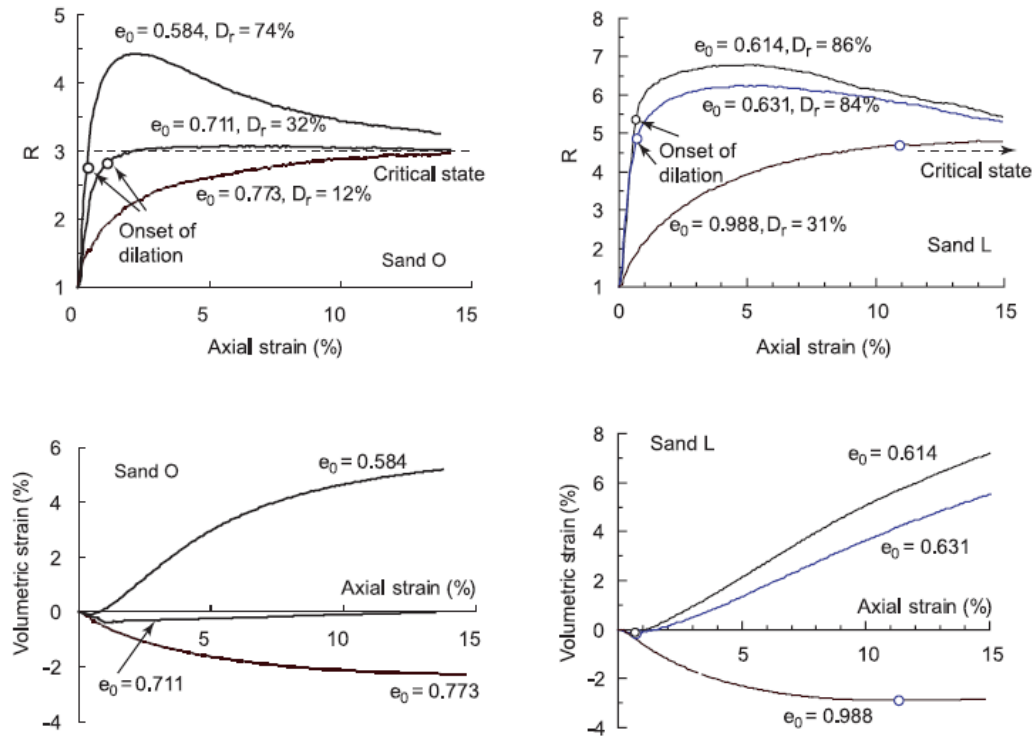 5
4
3
2
1
R
e0 = 0.584, Dr = 74%
e0 = 0.711, Dr = 32%
Critical state
e0 = 0.773, Dr = 12%
Onset of
dilation
Sand O
0
5
10
15
Axial strain (%)
8
7
6
5
4
3
2
1
R
e0 = 0.614, Dr = 86%
e0 = 0.631, Dr = 84%
Onset of
dilation
Critical state
e0 = 0.988, Dr = 31%
Sand L
0
5
10
15
Axial strain (%)
6
4
2
0
-2
-4
Volumetric strain (%)
Sand O
e0 = 0.584
Axial strain (%)
5
10
15
e0 = 0.711
e0 = 0.773
8
6
4
2
0
-2
-4
Volumetric strain (%)
Sand L
e0 = 0.614
e0 = 0.631
Axial strain (%)
5
10
15
e0 = 0.988